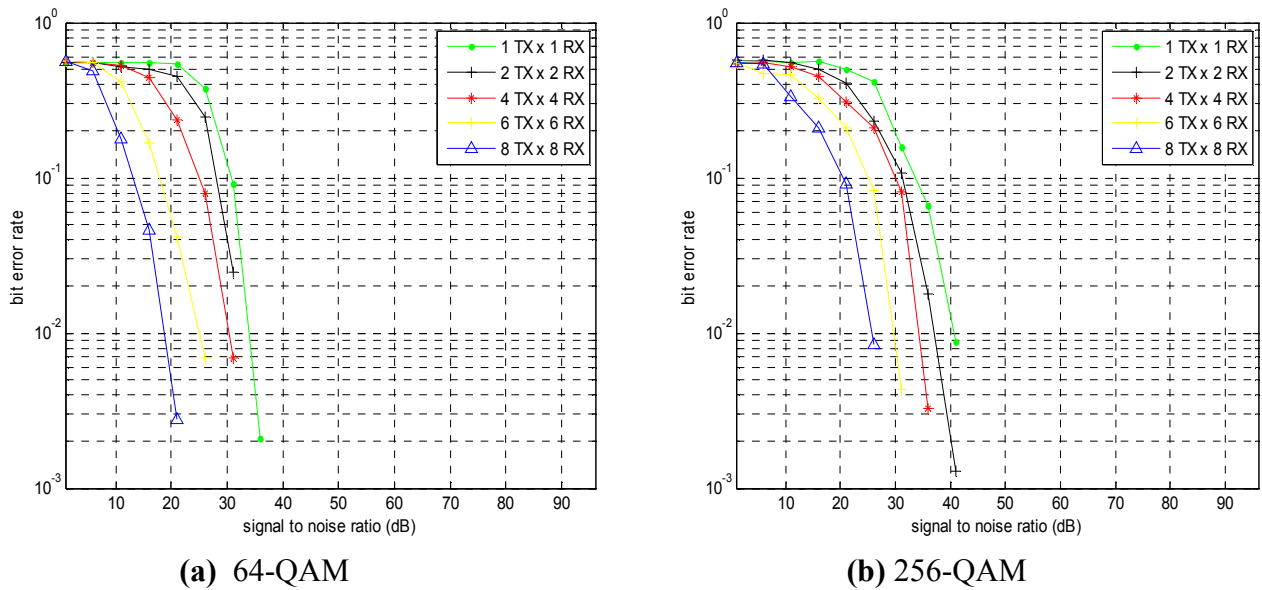 10^0
10^-1
10^-2
10^-3
bit error rate
10 20 30 40 50 60 70 80 90
signal to noise ratio (dB)
1 TX x 1 RX
2 TX x 2 RX
4 TX x 4 RX
6 TX x 6 RX
8 TX x 8 RX
(a) 64-QAM
10^0
10^-1
10^-2
10^-3
bit error rate
10 20 30 40 50 60 70 80 90
signal to noise ratio (dB)
1 TX x 1 RX
2 TX x 2 RX
4 TX x 4 RX
6 TX x 6 RX
8 TX x 8 RX
(b) 256-QAM